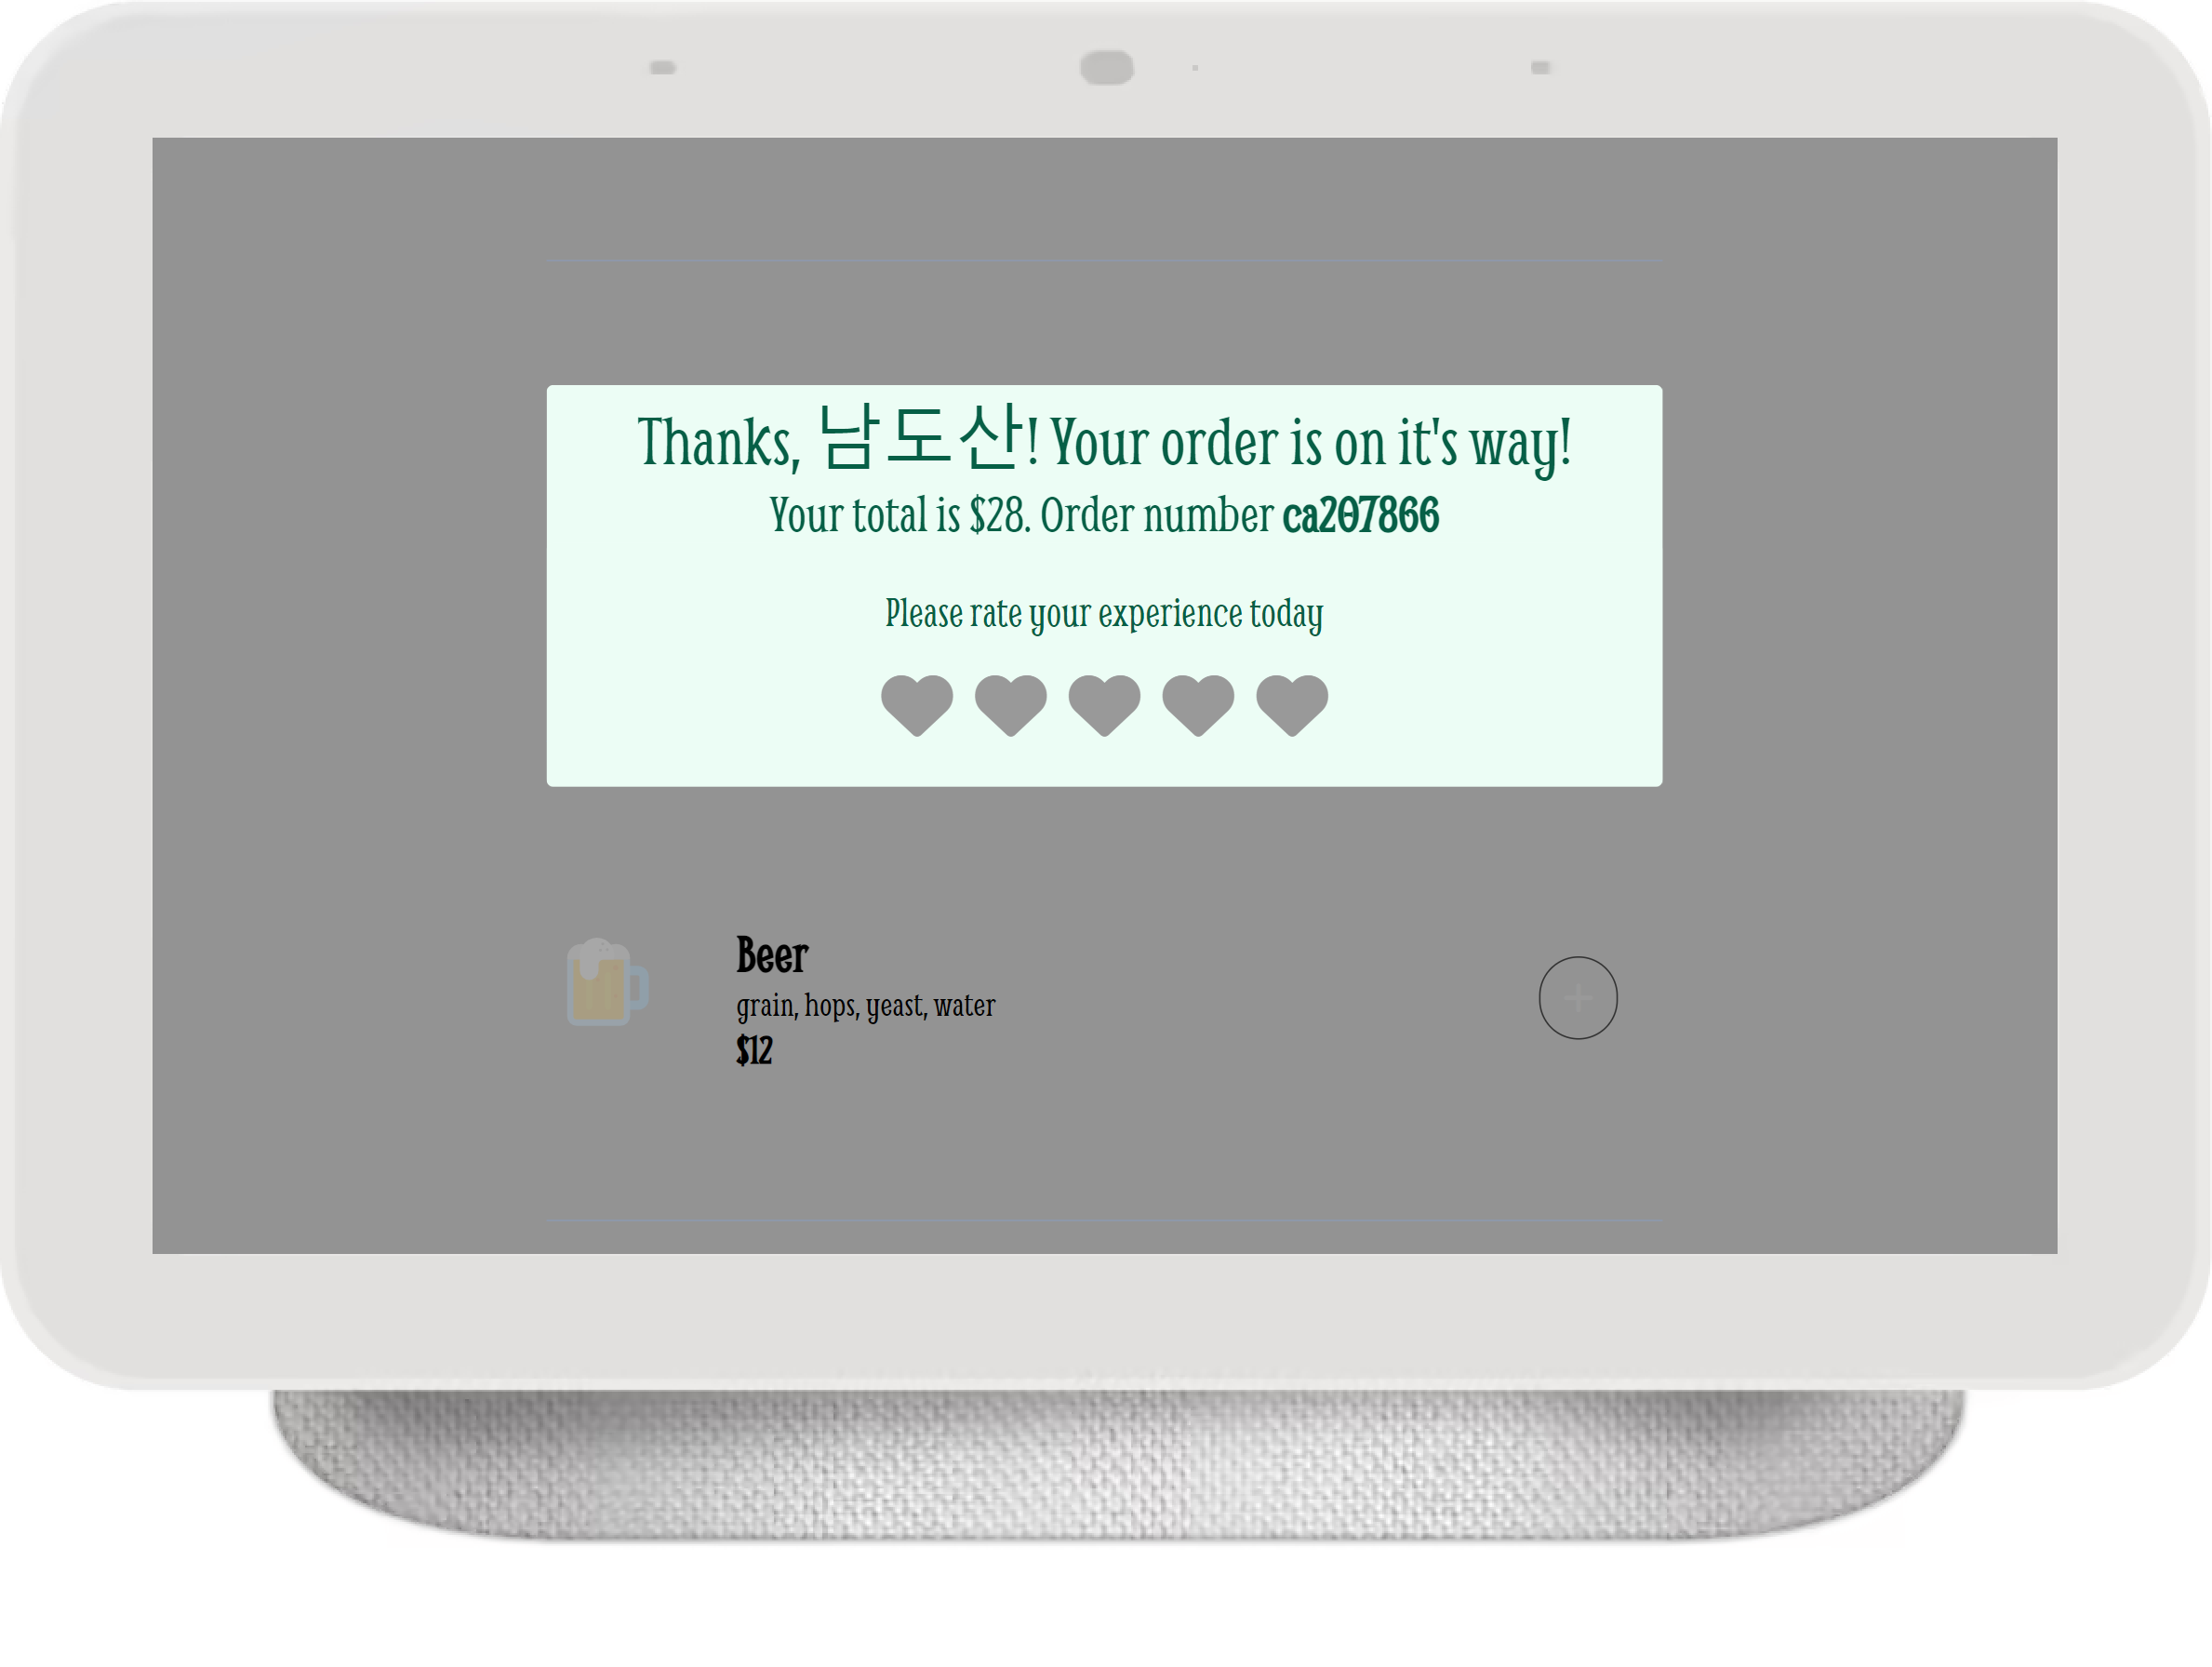 Thanks, 남도산! Your order is on it's way!
Your total is $28. Order number ca207866
Please rate your experience today
Beer
grain, hops, yeast, water
$12